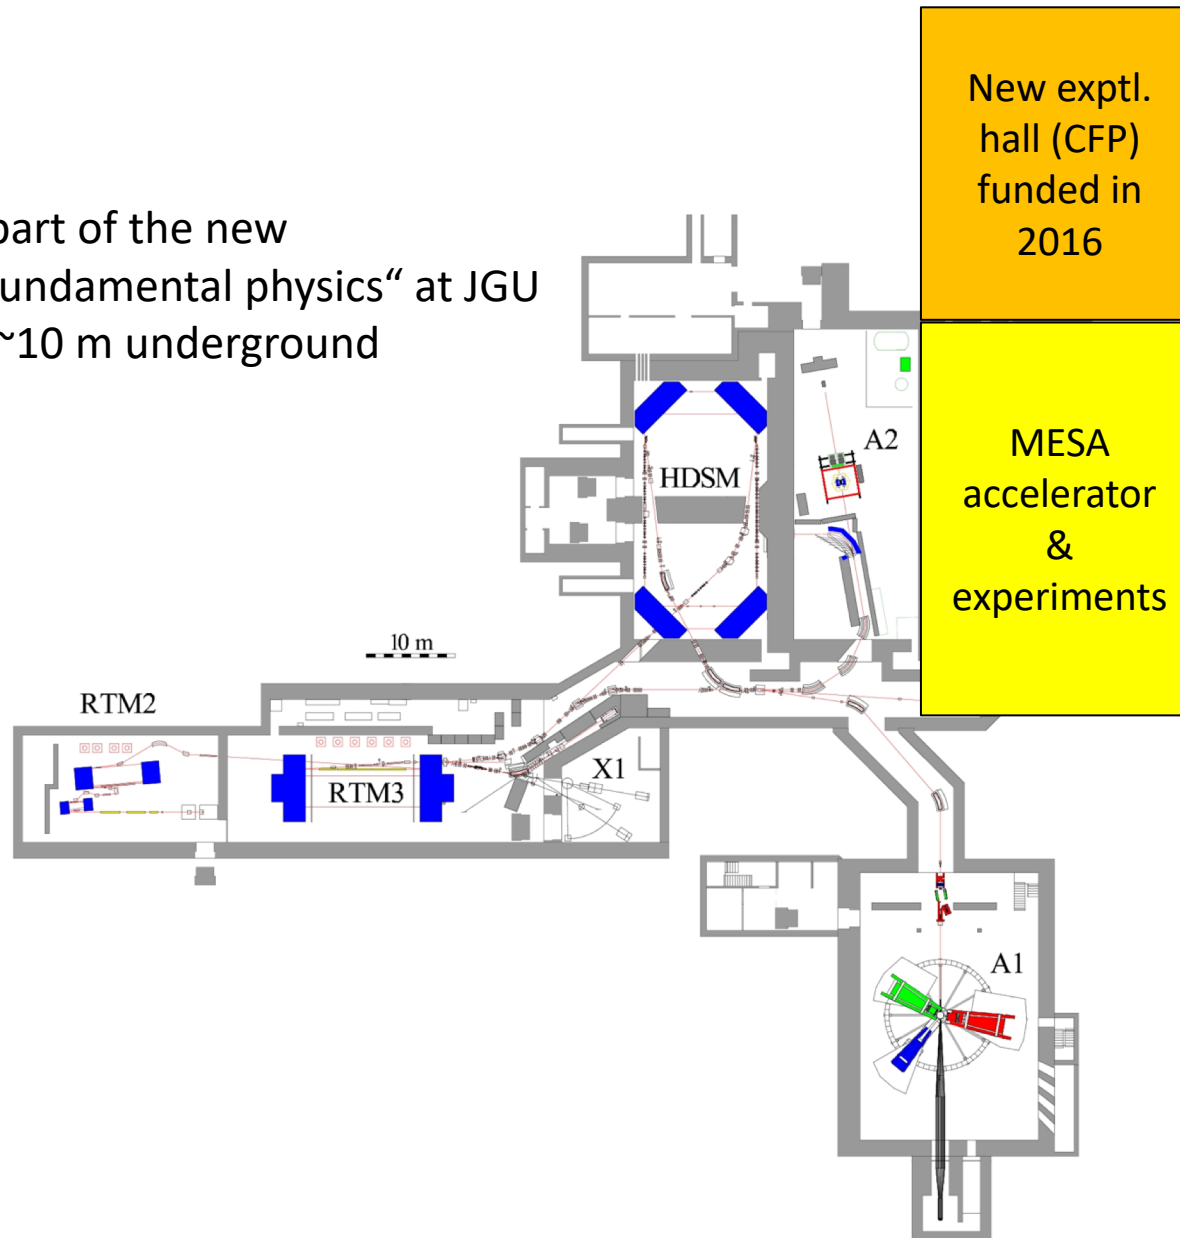 New exptl.
hall (CFP)
funded in
2016
part of the new
undamental physics“ at JGU
~10 m underground
A2
HDSM
MESA
accelerator
&
experiments
10 m
RTM2
X1
RTM3
A1